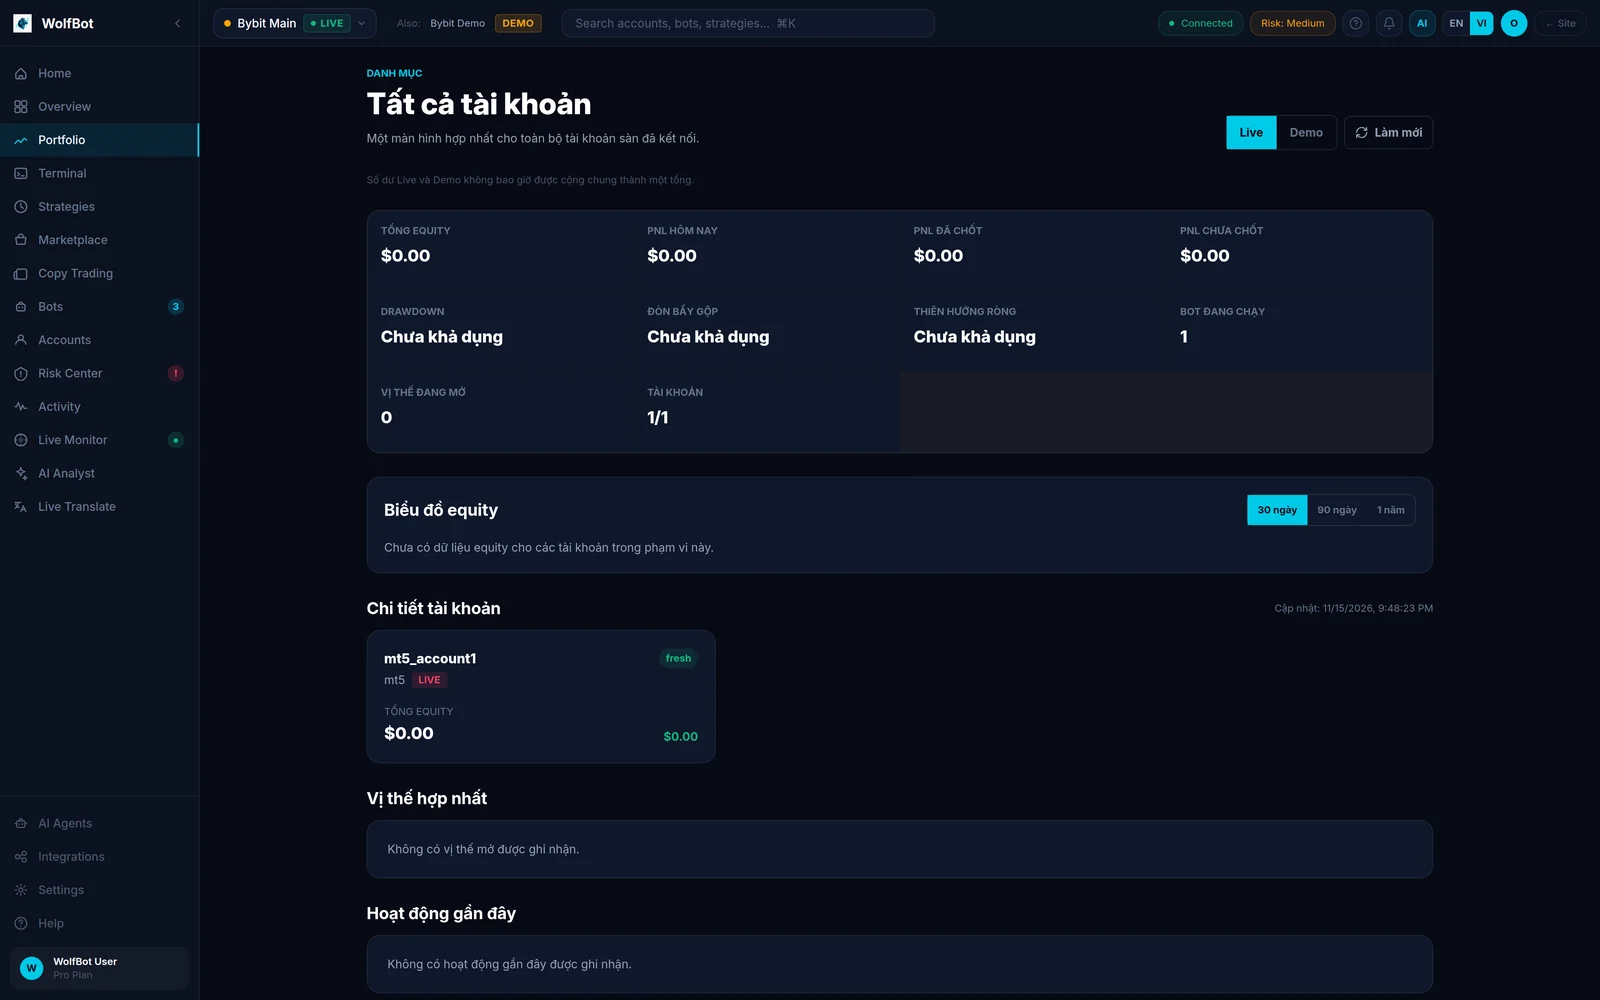 WolfBot
Bybit Main LIVE
Also: Bybit Demo DEMO
Search accounts, bots, strategies... ⌘K
Connected
Risk: Medium
AI
EN VI
O
← Site
Home
Overview
Portfolio
Terminal
Strategies
Marketplace
Copy Trading
Bots 3
Accounts
Risk Center !
Activity
Live Monitor
AI Analyst
Live Translate
AI Agents
Integrations
Settings
Help
W
WolfBot User
Pro Plan
DANH MỤC
Tất cả tài khoản
Một màn hình hợp nhất cho toàn bộ tài khoản sàn đã kết nối.
Live Demo
Làm mới
Số dư Live và Demo không bao giờ được cộng chung thành một tổng.
TỔNG EQUITY
$0.00
PNL HÔM NAY
$0.00
PNL ĐÃ CHỐT
$0.00
PNL CHƯA CHỐT
$0.00
DRAWDOWN
Chưa khả dụng
ĐÒN BẨY GỘP
Chưa khả dụng
THIÊN HƯỚNG RÒNG
Chưa khả dụng
BOT ĐANG CHẠY
1
VỊ THẾ ĐANG MỞ
0
TÀI KHOẢN
1/1
Biểu đồ equity
30 ngày 90 ngày 1 năm
Chưa có dữ liệu equity cho các tài khoản trong phạm vi này.
Chi tiết tài khoản
Cập nhật: 11/15/2026, 9:48:23 PM
mt5_account1
fresh
mt5 LIVE
TỔNG EQUITY
$0.00
$0.00
Vị thế hợp nhất
Không có vị thế mở được ghi nhận.
Hoạt động gần đây
Không có hoạt động gần đây được ghi nhận.